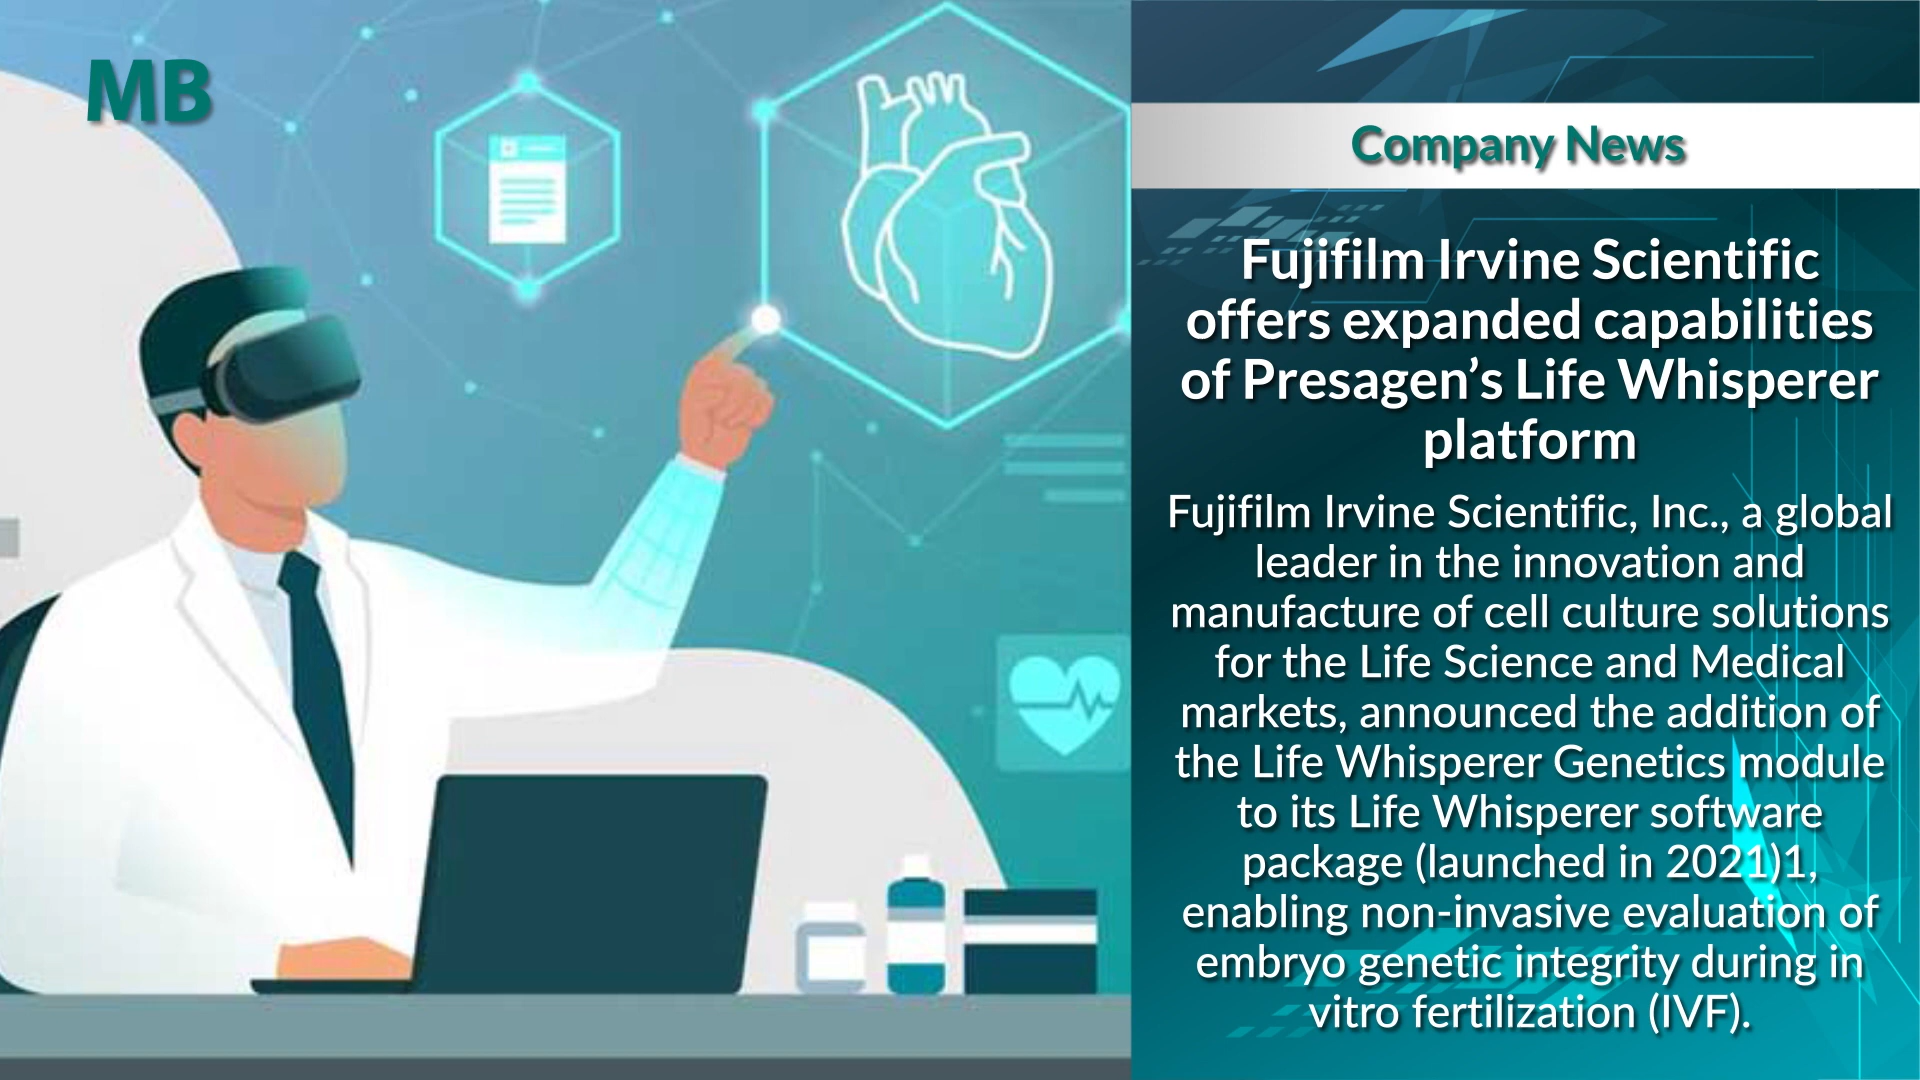 MB
Company News
Fujifilm Irvine Scientific
offers expanded capabilities
of Presagen’s Life Whisperer
platform
Fujifilm Irvine Scientific, Inc., a global
leader in the innovation and
manufacture of cell culture solutions
for the Life Science and Medical
markets, announced the addition of
the Life Whisperer Genetics module
to its Life Whisperer software
package (launched in 2021)1,
enabling non-invasive evaluation of
embryo genetic integrity during in
vitro fertilization (IVF).